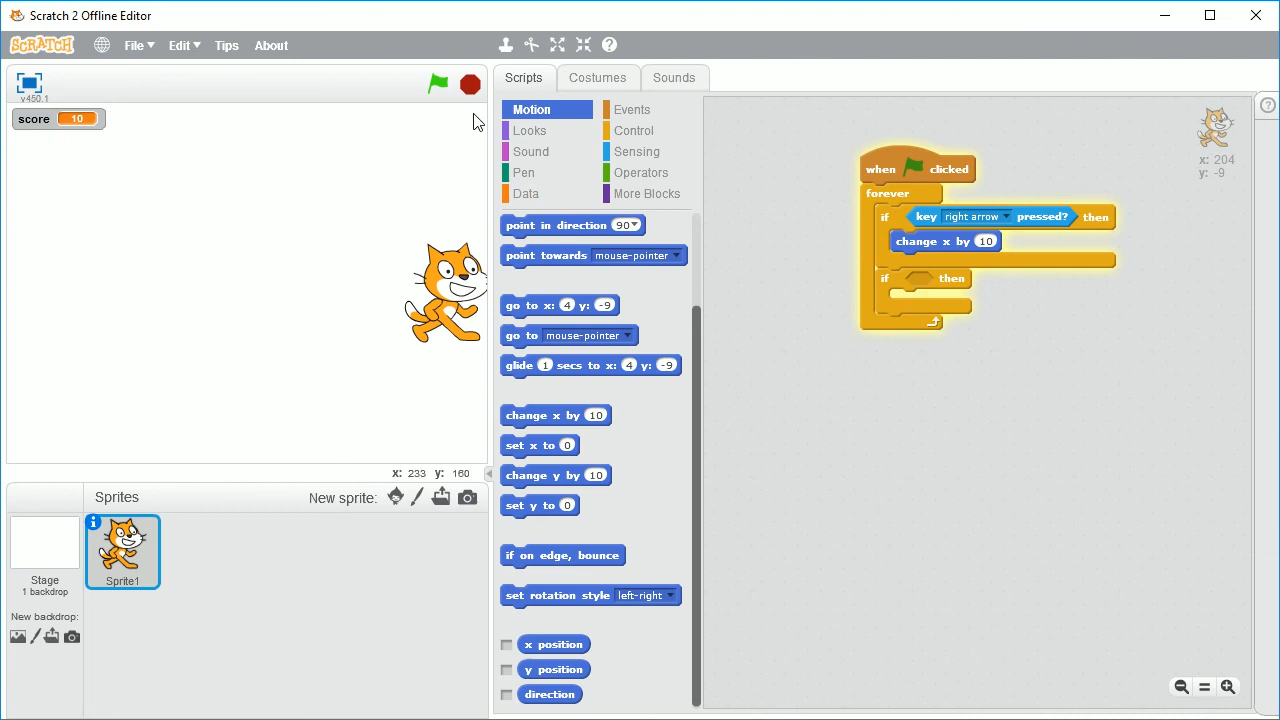 Scratch 2 Offline Editor
SCRATCH File Edit Tips About
v450.1
score 10
x: 233 y: 160
Sprites New sprite:
Stage
1 backdrop
New backdrop:
Sprite1
Scripts Costumes Sounds
Motion Events
Looks Control
Sound Sensing
Pen Operators
Data More Blocks
point in direction 90
point towards mouse-pointer
go to x: 4 y: -9
go to mouse-pointer
glide 1 secs to x: 4 y: -9
change x by 10
set x to 0
change y by 10
set y to 0
if on edge, bounce
set rotation style left-right
x position
y position
direction
when clicked
forever
if key right arrow pressed? then
change x by 10
if then
x: 204
y: -9